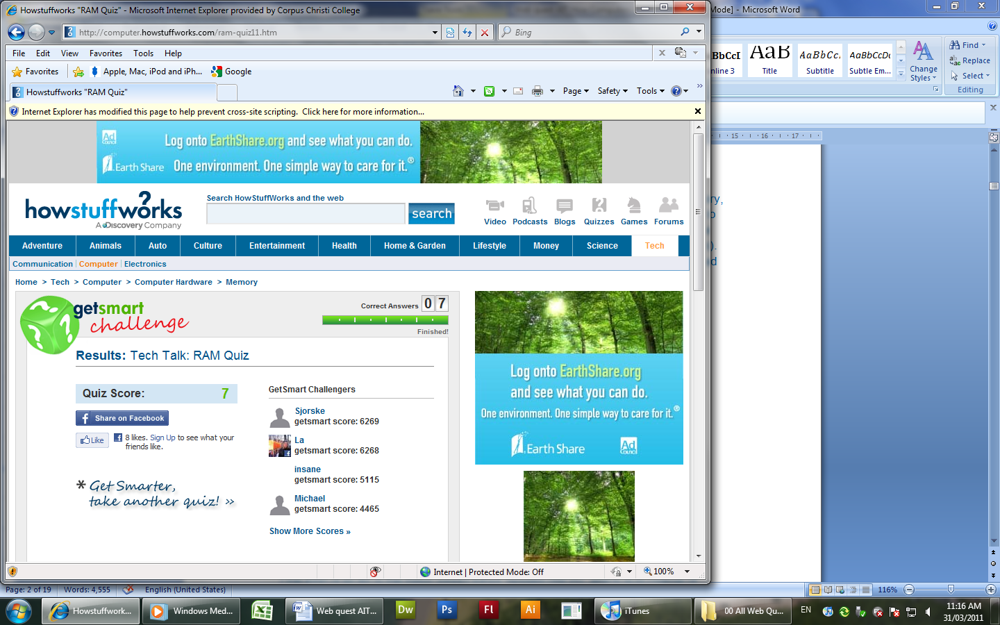 Howstuffworks "RAM Quiz" - Microsoft Internet Explorer provided by Corpus Christi College
Mode] - Microsoft Word
http://computer.howstuffworks.com/ram-quiz11.htm
Bing
File Edit View Favorites Tools Help
Favorites Apple, Mac, iPod and iPh... Google
Howstuffworks "RAM Quiz"
Page Safety Tools
Internet Explorer has modified this page to help prevent cross-site scripting. Click here for more information...
BbCcI AaB AaBbCc. AaBbCcDc
nline 3 Title Subtitle Subtle Em...
Change
Styles
Find
Replace
Select
Editing
15 16 17
Ad
Council
Earth Share
Log onto EarthShare.org and see what you can do.
One environment. One simple way to care for it.®
howstuffworks
A Discovery Company
Search HowStuffWorks and the web
search
Video Podcasts Blogs Quizzes Games Forums
Adventure Animals Auto Culture Entertainment Health Home & Garden Lifestyle Money Science Tech
Communication | Computer | Electronics
Home > Tech > Computer > Computer Hardware > Memory
getsmart
challenge
Correct Answers 0 7
Finished!
Results: Tech Talk: RAM Quiz
Quiz Score: 7
Share on Facebook
Like
8 likes. Sign Up to see what your
friends like.
* Get Smarter,
take another quiz! »
GetSmart Challengers
Sjorske
getsmart score: 6269
La
getsmart score: 6268
insane
getsmart score: 5115
Michael
getsmart score: 4465
Show More Scores »
Log onto EarthShare.org
and see what you can do.
One environment. One simple way to care for it.®
Earth Share
Ad
Council
ry,
).
d
Internet | Protected Mode: Off
100%
Page: 2 of 19 Words: 4,555 English (United States)
116%
Howstuffwork... Windows Med... Web quest AIT... Dw Ps Fl Ai iTunes 00 All Web Qu... EN
11:16 AM
31/03/2011